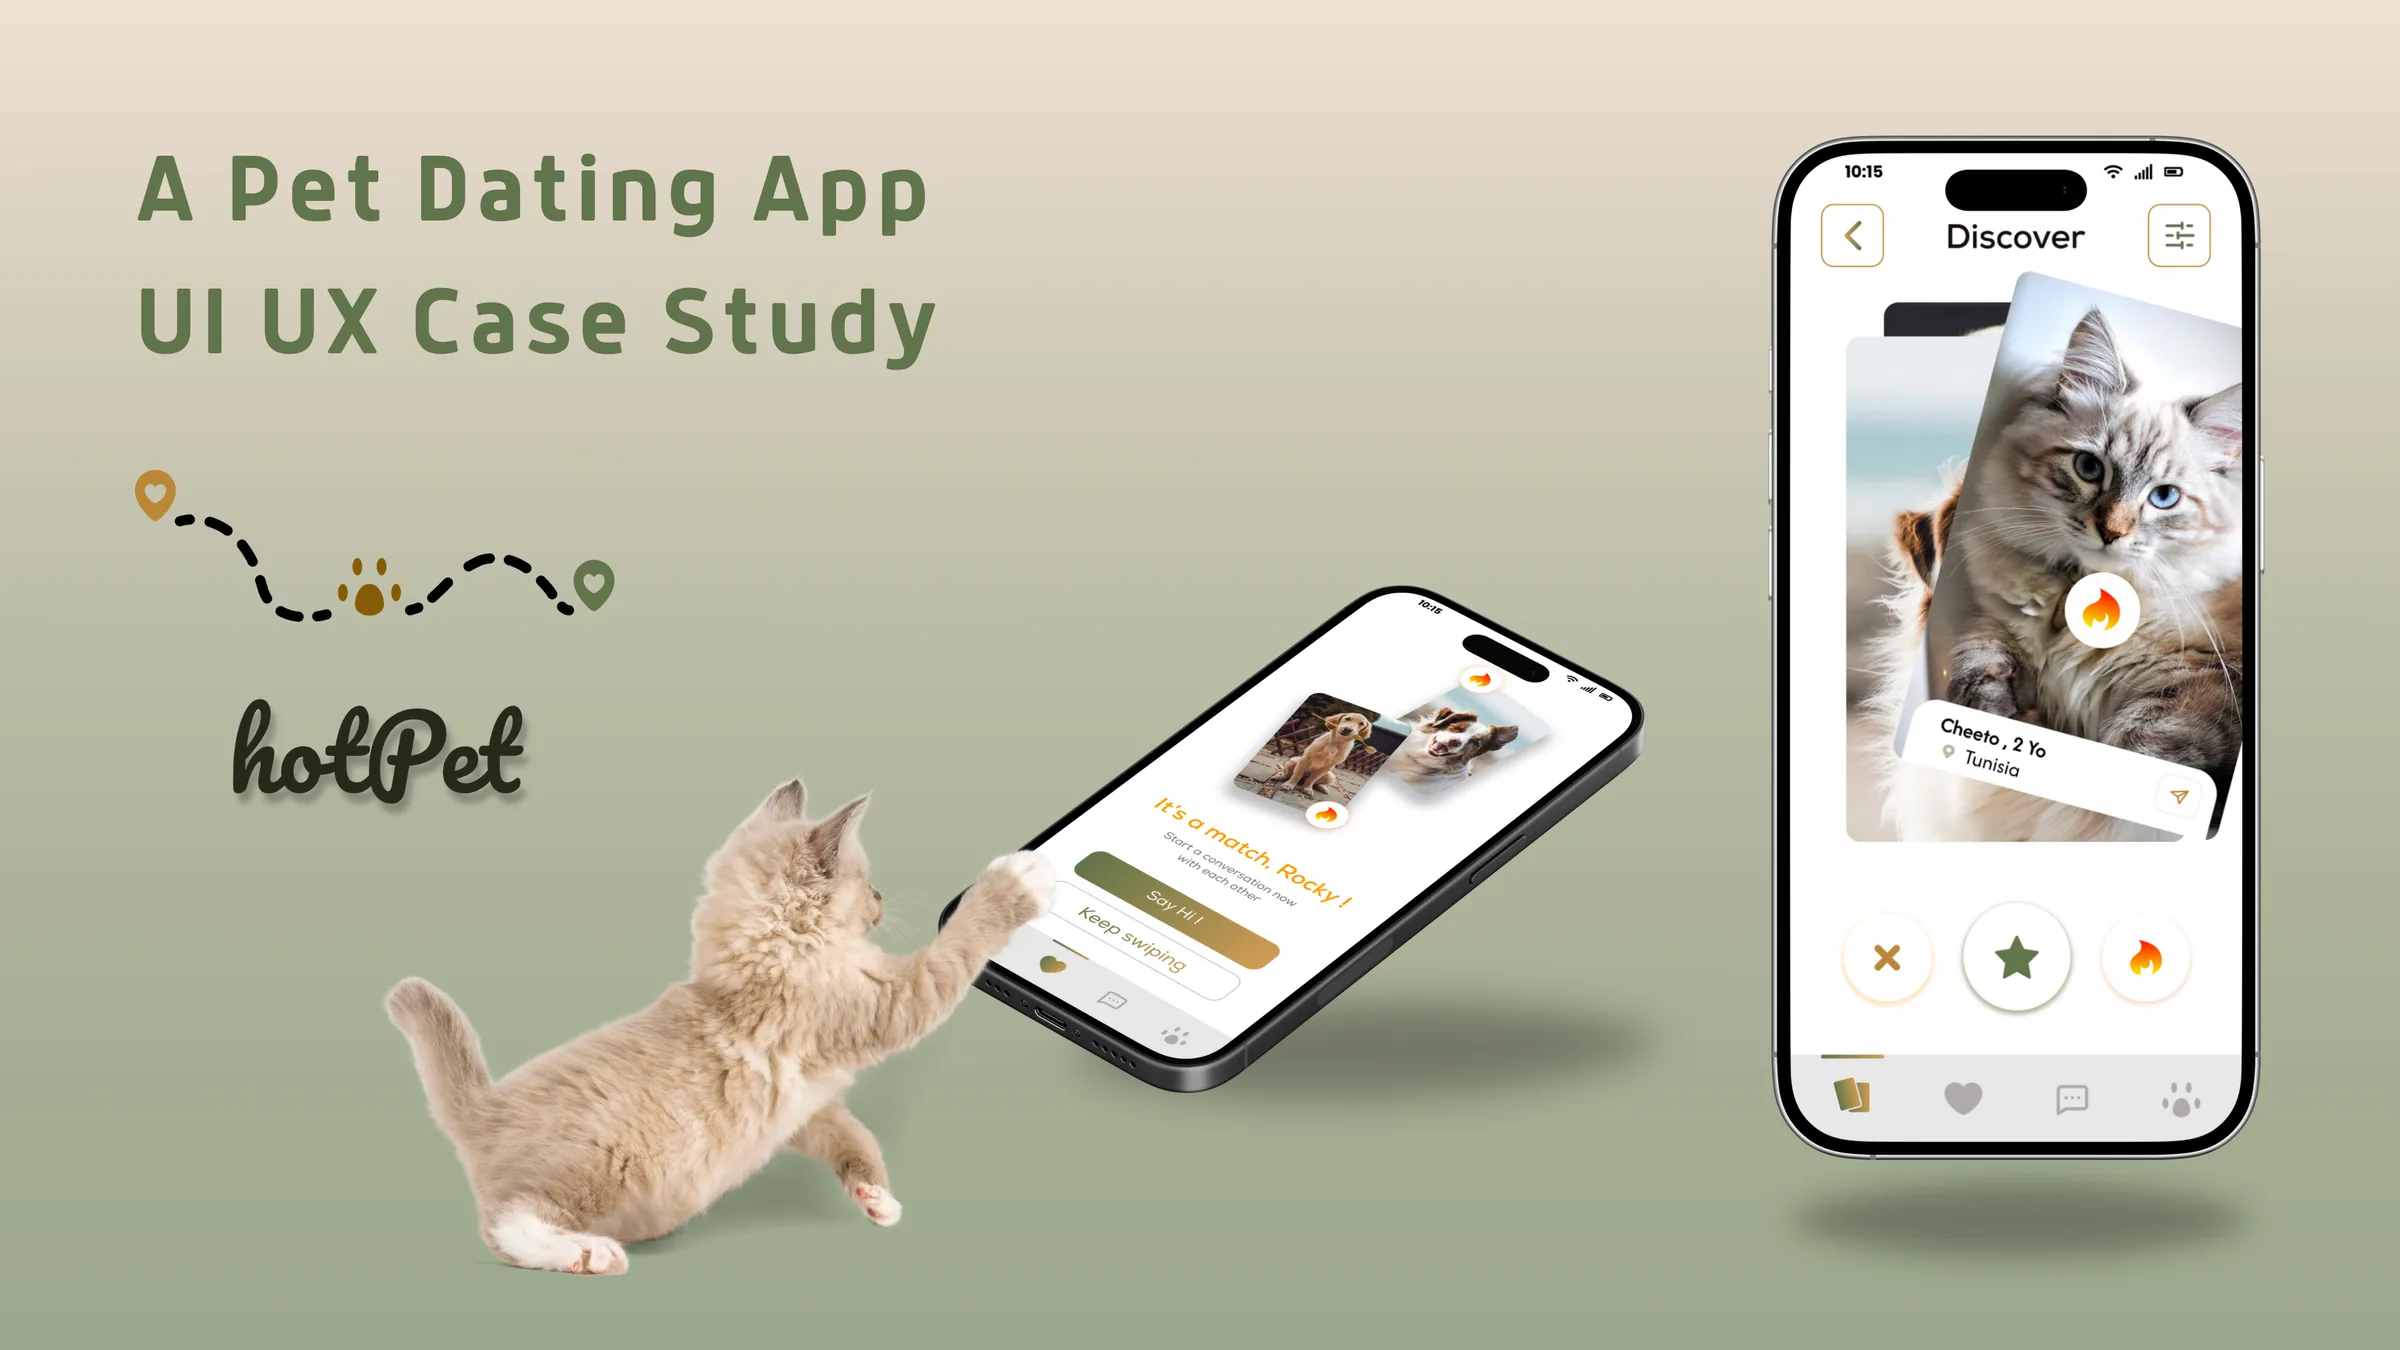 A Pet Dating App
UI UX Case Study
hotPet
10:15
It's a match, Rocky !
Start a conversation now
with each other
Say Hi !
Keep swiping
10:15
Discover
Cheeto , 2 Yo
Tunisia